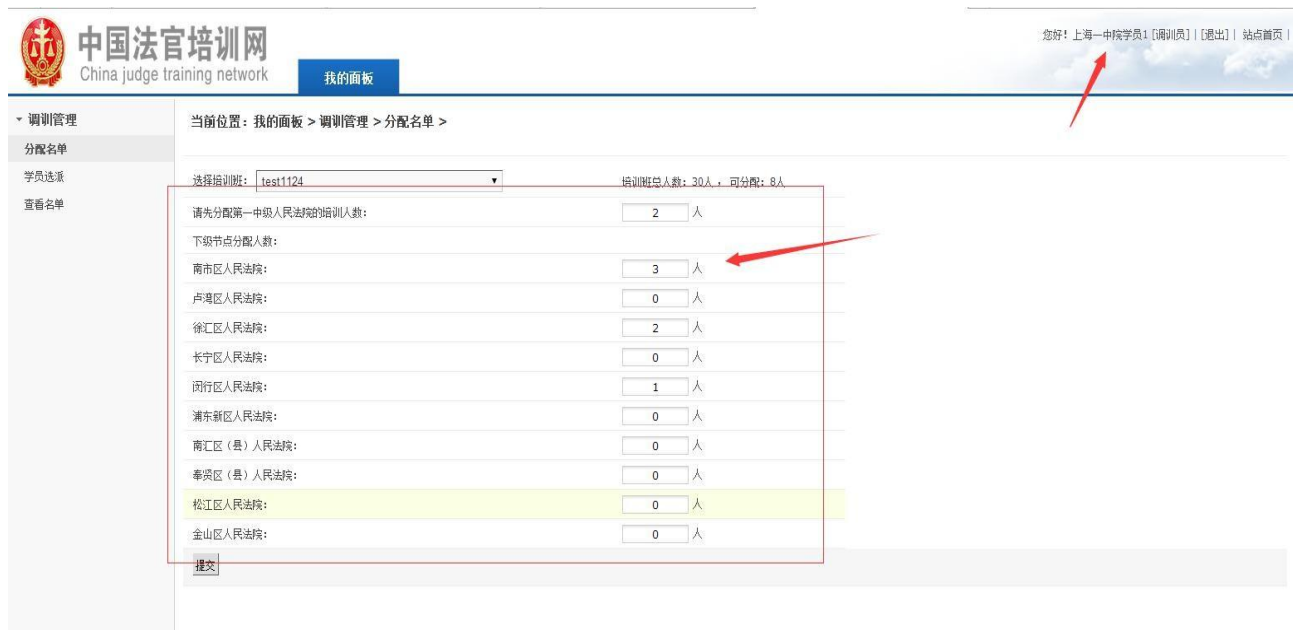 中国法官培训网
China judge training network
我的面板
您好！上海一中院学员1 [调训员] | [退出] | 站点首页 |
调训管理
分配名单
学员选派
查看名单
当前位置：我的面板 > 调训管理 > 分配名单 >
选择培训班： test1124 培训班总人数：30人 ，可分配：8人
请先分配第一中级人民法院的培训人数： 2 人
下级节点分配人数：
南市区人民法院： 3 人
卢湾区人民法院： 0 人
徐汇区人民法院： 2 人
长宁区人民法院： 0 人
闵行区人民法院： 1 人
浦东新区人民法院： 0 人
南汇区（县）人民法院： 0 人
奉贤区（县）人民法院： 0 人
松江区人民法院： 0 人
金山区人民法院： 0 人
提交